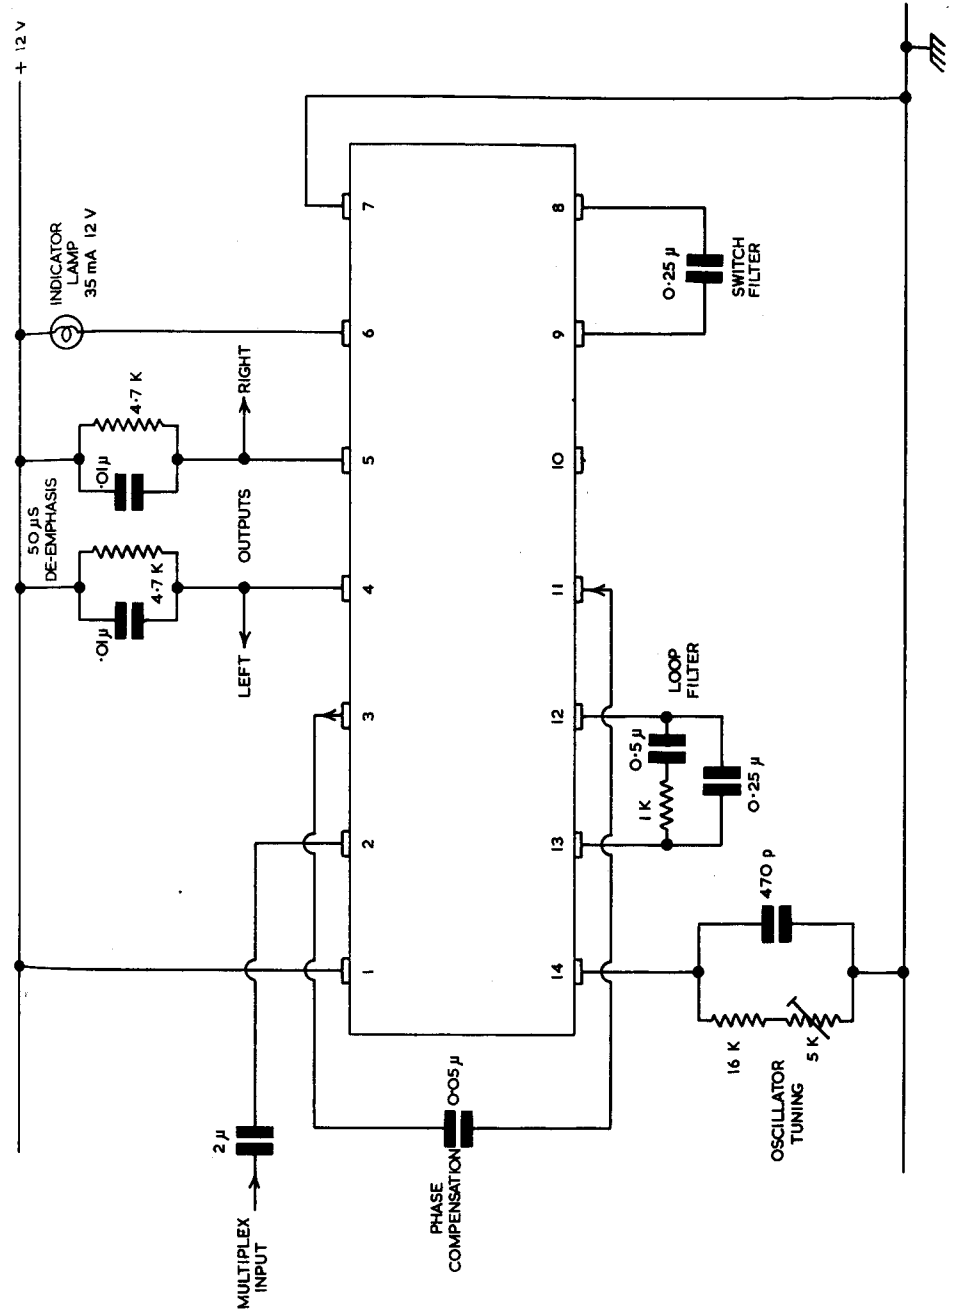 + 12 V
INDICATOR
LAMP
35 mA 12 V
50 µS
DE-EMPHASIS
·01µ
4·7 K
·01µ
4·7 K
LEFT
OUTPUTS
RIGHT
MULTIPLEX
INPUT
2 µ
1
2
3
4
5
6
7
14
13
12
11
10
9
8
PHASE
COMPENSATION
0·05 µ
16 K
5 K
OSCILLATOR
TUNING
470 p
1 K
0·5 µ
0·25 µ
LOOP
FILTER
0·25 µ
SWITCH
FILTER